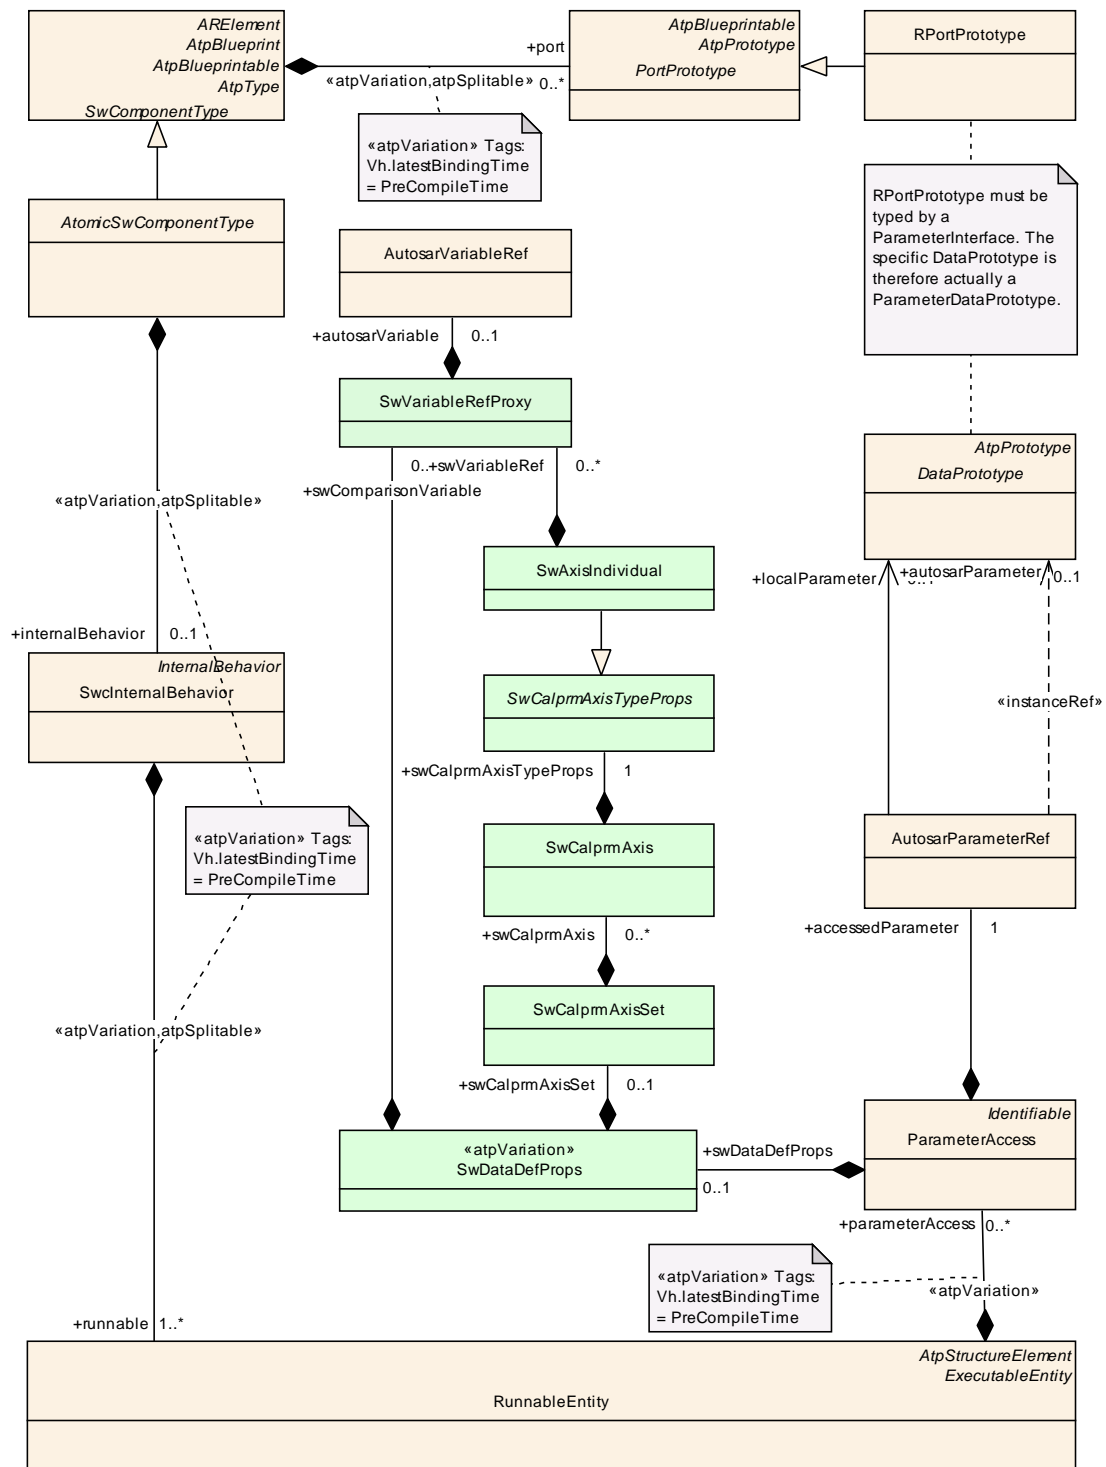 ARElement
AtpBlueprint
AtpBlueprintable
AtpType
SwComponentType
+port
«atpVariation,atpSplitable» 0..*
AtpBlueprintable
AtpPrototype
PortPrototype
RPortPrototype
«atpVariation» Tags:
Vh.latestBindingTime
= PreCompileTime
RPortPrototype must be
typed by a
ParameterInterface. The
specific DataPrototype is
therefore actually a
ParameterDataPrototype.
AtomicSwComponentType
AutosarVariableRef
+autosarVariable 0..1
SwVariableRefProxy
0..+swVariableRef 0..*
+swComparisonVariable
AtpPrototype
DataPrototype
«atpVariation,atpSplitable»
SwAxisIndividual
+localParameter
+autosarParameter 0..1
+internalBehavior 0..1
InternalBehavior
SwcInternalBehavior
SwCalprmAxisTypeProps
«instanceRef»
+swCalprmAxisTypeProps 1
«atpVariation» Tags:
Vh.latestBindingTime
= PreCompileTime
SwCalprmAxis
AutosarParameterRef
+swCalprmAxis 0..*
+accessedParameter 1
SwCalprmAxisSet
«atpVariation,atpSplitable»
+swCalprmAxisSet 0..1
«atpVariation»
SwDataDefProps
+swDataDefProps
0..1
Identifiable
ParameterAccess
+parameterAccess 0..*
«atpVariation» Tags:
Vh.latestBindingTime
= PreCompileTime
«atpVariation»
+runnable 1..*
AtpStructureElement
ExecutableEntity
RunnableEntity